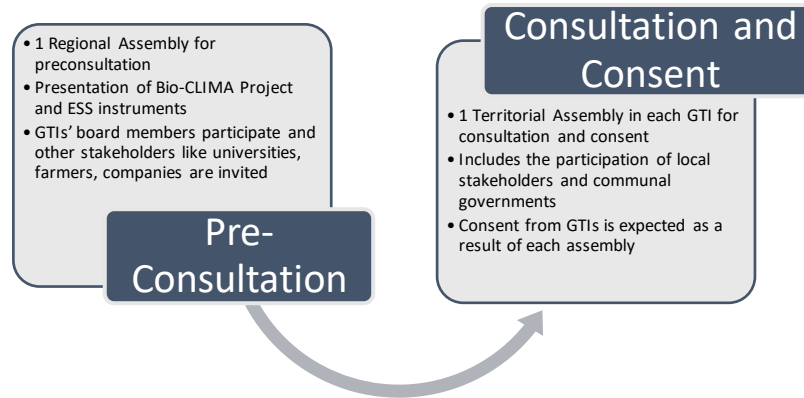 • 1 Regional Assembly for
preconsultation
• Presentation of Bio-CLIMA Project
and ESS instruments
• GTIs' board members participate and
other stakeholders like universities,
farmers, companies are invited
Pre-
Consultation
Consultation and
Consent
• 1 Territorial Assembly in each GTI for
consultation and consent
• Includes the participation of local
stakeholders and communal
governments
• Consent from GTIs is expected as a
result of each assembly